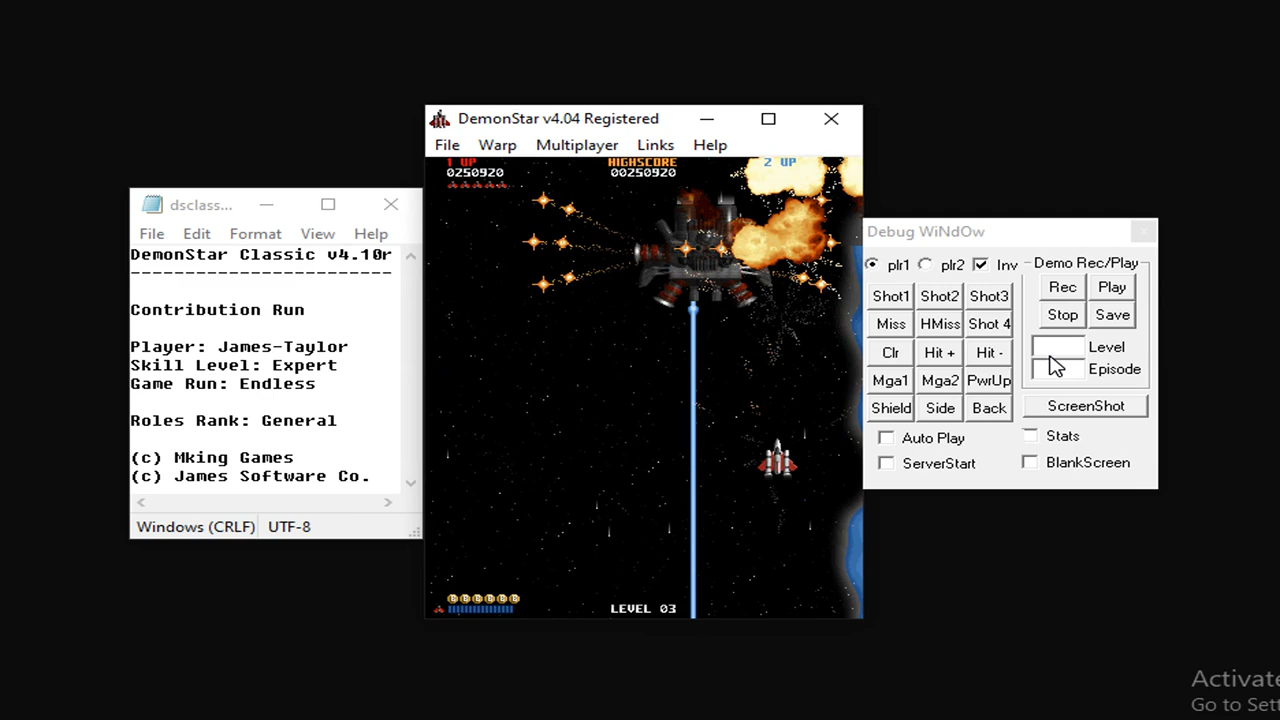 dsclass...
File Edit Format View Help
DemonStar Classic v4.10r
------------------------
Contribution Run
Player: James-Taylor
Skill Level: Expert
Game Run: Endless
Roles Rank: General
(c) Mking Games
(c) James Software Co.
Windows (CRLF) UTF-8
DemonStar v4.04 Registered
File Warp Multiplayer Links Help
1 UP HIGHSCORE 2 UP
0250920 00250920
LEVEL 03
Debug WiNdOw
plr1 plr2 Inv
Shot1 Shot2 Shot3
Miss HMiss Shot 4
Clr Hit + Hit -
Mga1 Mga2 PwrUp
Shield Side Back
Auto Play
ServerStart
Demo Rec/Play
Rec Play
Stop Save
Level
Episode
ScreenShot
Stats
BlankScreen
Activate
Go to Sett